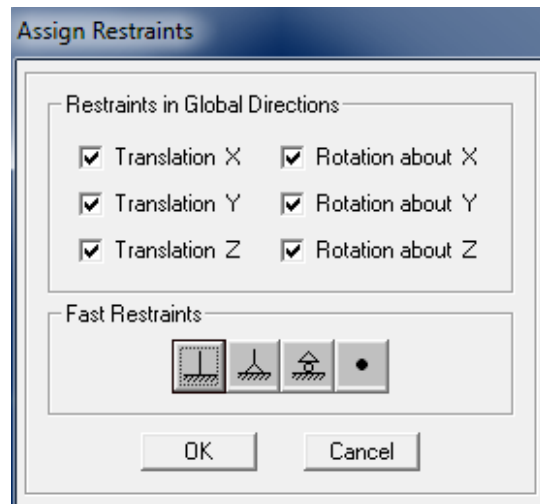 Assign Restraints
Restraints in Global Directions
Translation X Rotation about X
Translation Y Rotation about Y
Translation Z Rotation about Z
Fast Restraints
OK Cancel